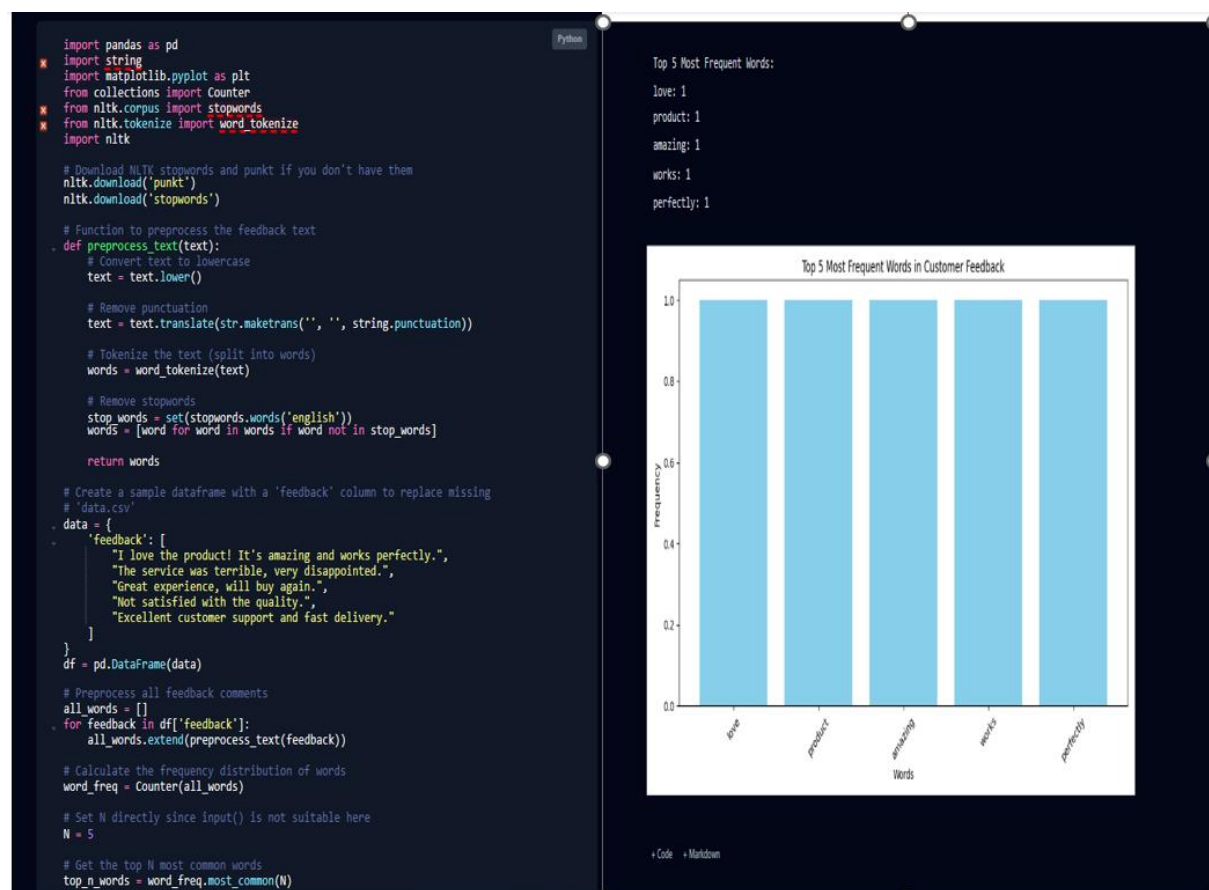 Python
import pandas as pd
import string
import matplotlib.pyplot as plt
from collections import Counter
from nltk.corpus import stopwords
from nltk.tokenize import word_tokenize
import nltk
# Download NLTK stopwords and punkt if you don't have them
nltk.download('punkt')
nltk.download('stopwords')
# Function to preprocess the feedback text
def preprocess_text(text):
# Convert text to lowercase
text = text.lower()
# Remove punctuation
text = text.translate(str.maketrans('', '', string.punctuation))
# Tokenize the text (split into words)
words = word_tokenize(text)
# Remove stopwords
stop_words = set(stopwords.words('english'))
words = [word for word in words if word not in stop_words]
return words
# Create a sample dataframe with a 'feedback' column to replace missing
# 'data.csv'
data = {
'feedback': [
"I love the product! It's amazing and works perfectly.",
"The service was terrible, very disappointed.",
"Great experience, will buy again.",
"Not satisfied with the quality.",
"Excellent customer support and fast delivery."
]
}
df = pd.DataFrame(data)
# Preprocess all feedback comments
all_words = []
for feedback in df['feedback']:
all_words.extend(preprocess_text(feedback))
# Calculate the frequency distribution of words
word_freq = Counter(all_words)
# Set N directly since input() is not suitable here
N = 5
# Get the top N most common words
top_n_words = word_freq.most_common(N)
Top 5 Most Frequent Words:
love: 1
product: 1
amazing: 1
works: 1
perfectly: 1
Top 5 Most Frequent Words in Customer Feedback
1.0
0.8
0.6
0.4
0.2
0.0
Frequency
love
product
amazing
works
perfectly
Words
+ Code + Markdown